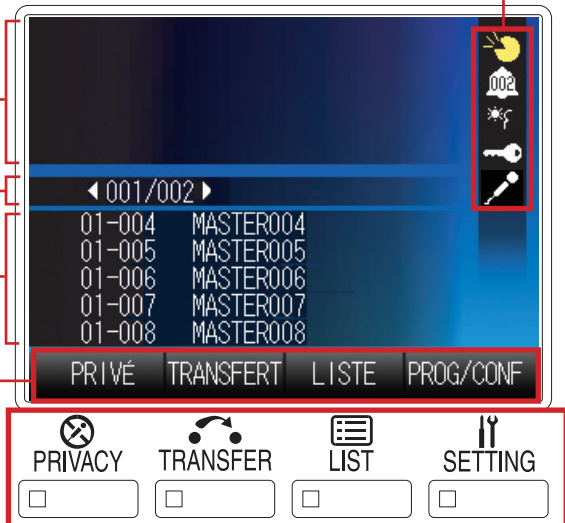 002
◀ 001/002 ▶
01-004 MASTER004
01-005 MASTER005
01-006 MASTER006
01-007 MASTER007
01-008 MASTER008
PRIVÉ TRANSFERT LISTE PROG/CONF
PRIVACY TRANSFER LIST SETTING